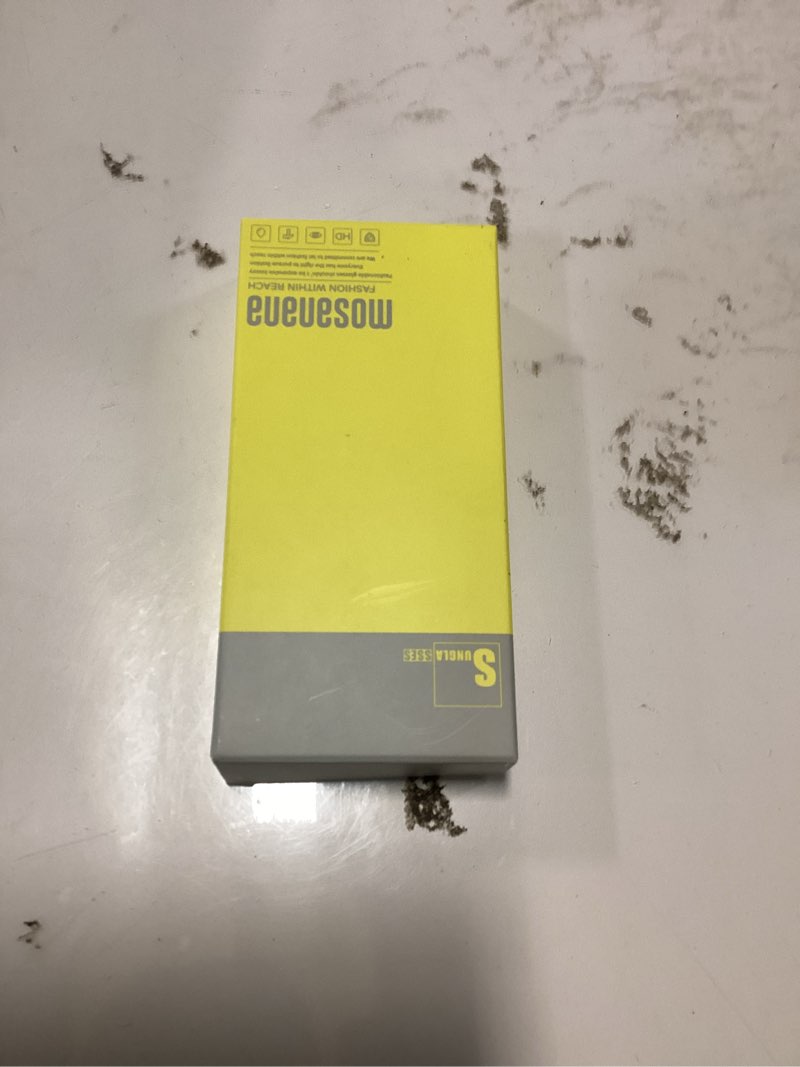 S UNGLA
SSES
mosanana
FASHION WITHIN REACH
Fashionable glasses shouldn't be expensive luxury
Everyone has the right to pursue fashion
We are committed to let fashion within reach
HD